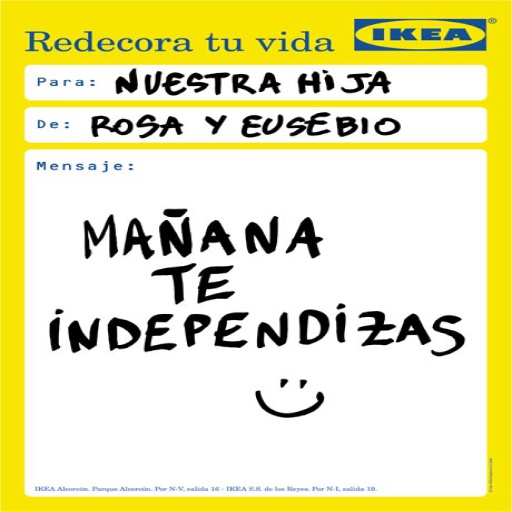 Redecora tu vida IKEA®
Para: NUESTRA HIJA
De: ROSA Y EUSEBIO
Mensaje:
MAÑANA
TE
INDEPENDIZAS
IKEA Alcorcón. Parque Alcorcón. Por N-V, salida 16 - IKEA S.S. de los Reyes. Por N-I, salida 19.